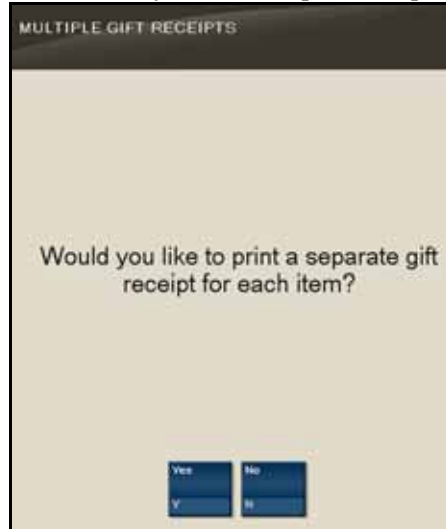 MULTIPLE GIFT RECEIPTS
Would you like to print a separate gift
receipt for each item?
Yes No
Y N